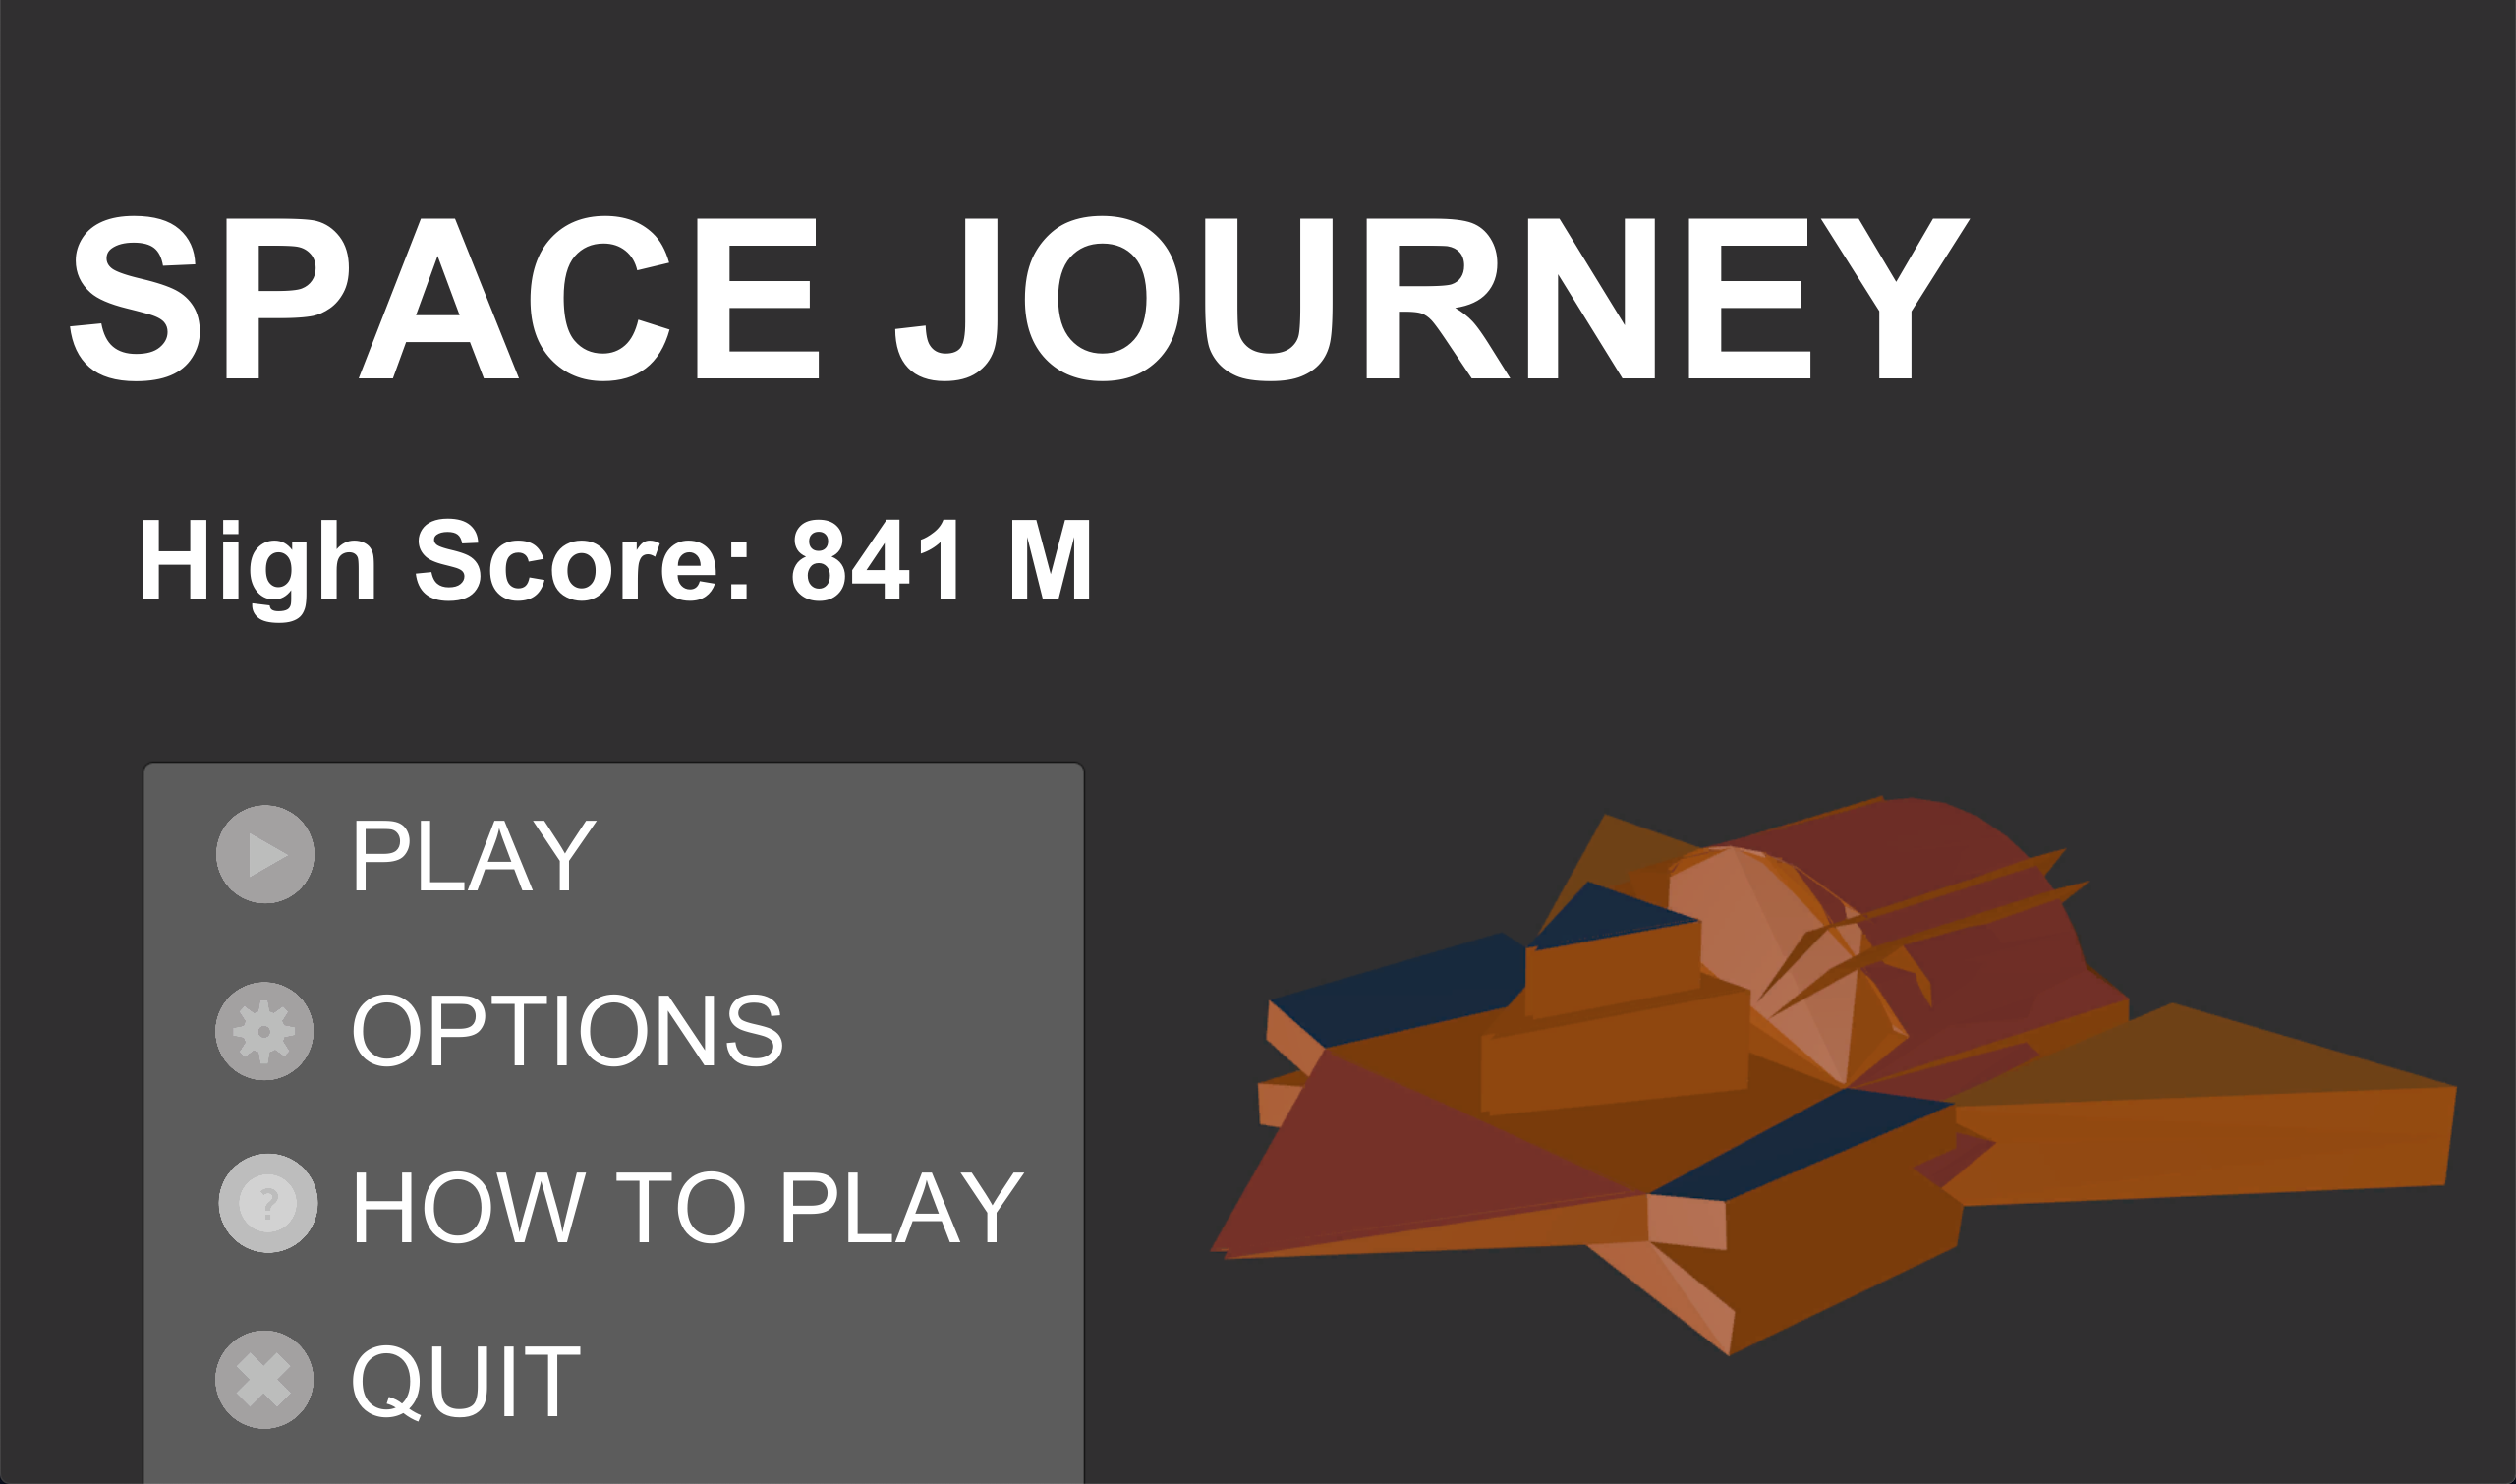 SPACE JOURNEY
High Score: 841 M
PLAY
OPTIONS
? HOW TO PLAY
QUIT